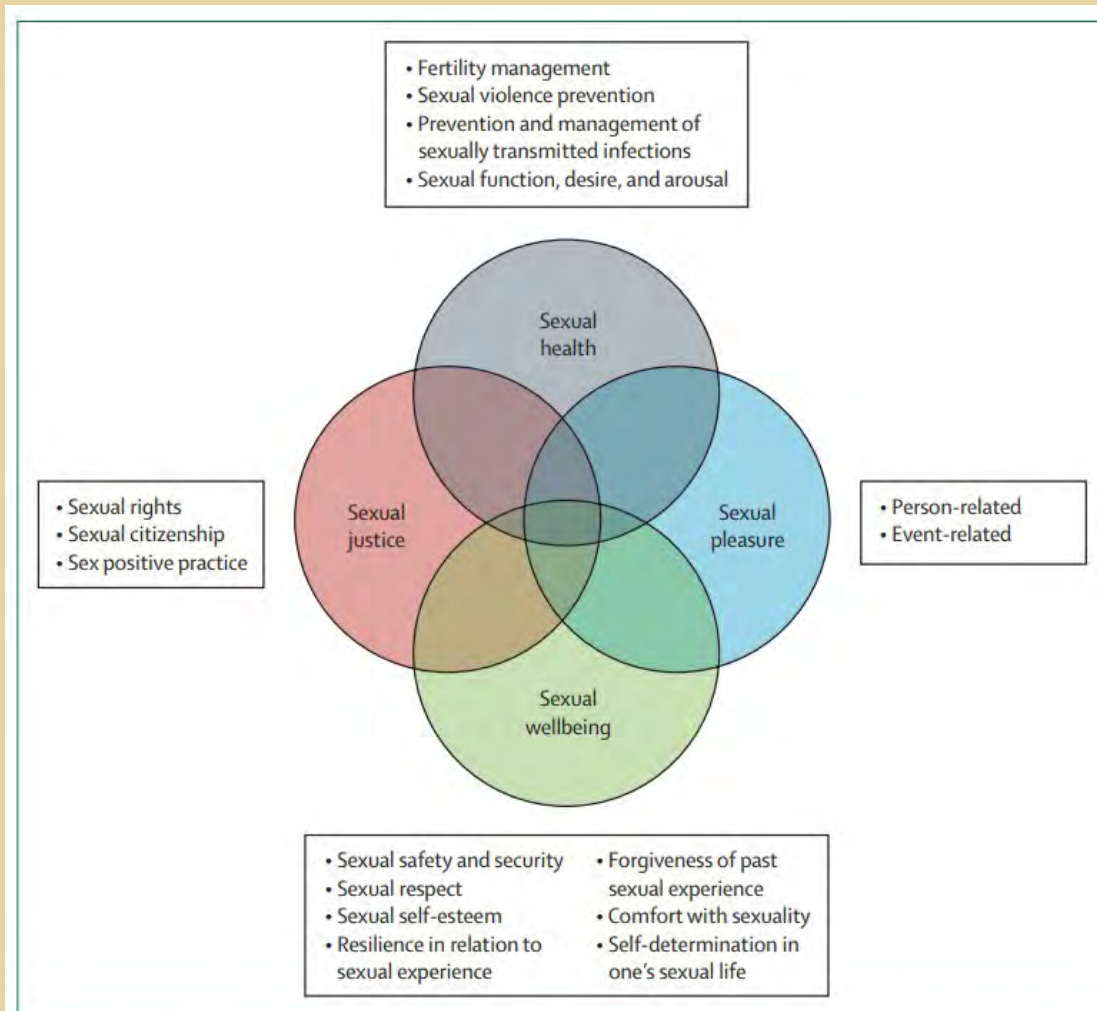 • Fertility management
• Sexual violence prevention
• Prevention and management of
sexually transmitted infections
• Sexual function, desire, and arousal
Sexual
health
• Sexual rights
• Sexual citizenship
• Sex positive practice
Sexual
justice
Sexual
pleasure
• Person-related
• Event-related
Sexual
wellbeing
• Sexual safety and security
• Sexual respect
• Sexual self-esteem
• Resilience in relation to
sexual experience
• Forgiveness of past
sexual experience
• Comfort with sexuality
• Self-determination in
one's sexual life